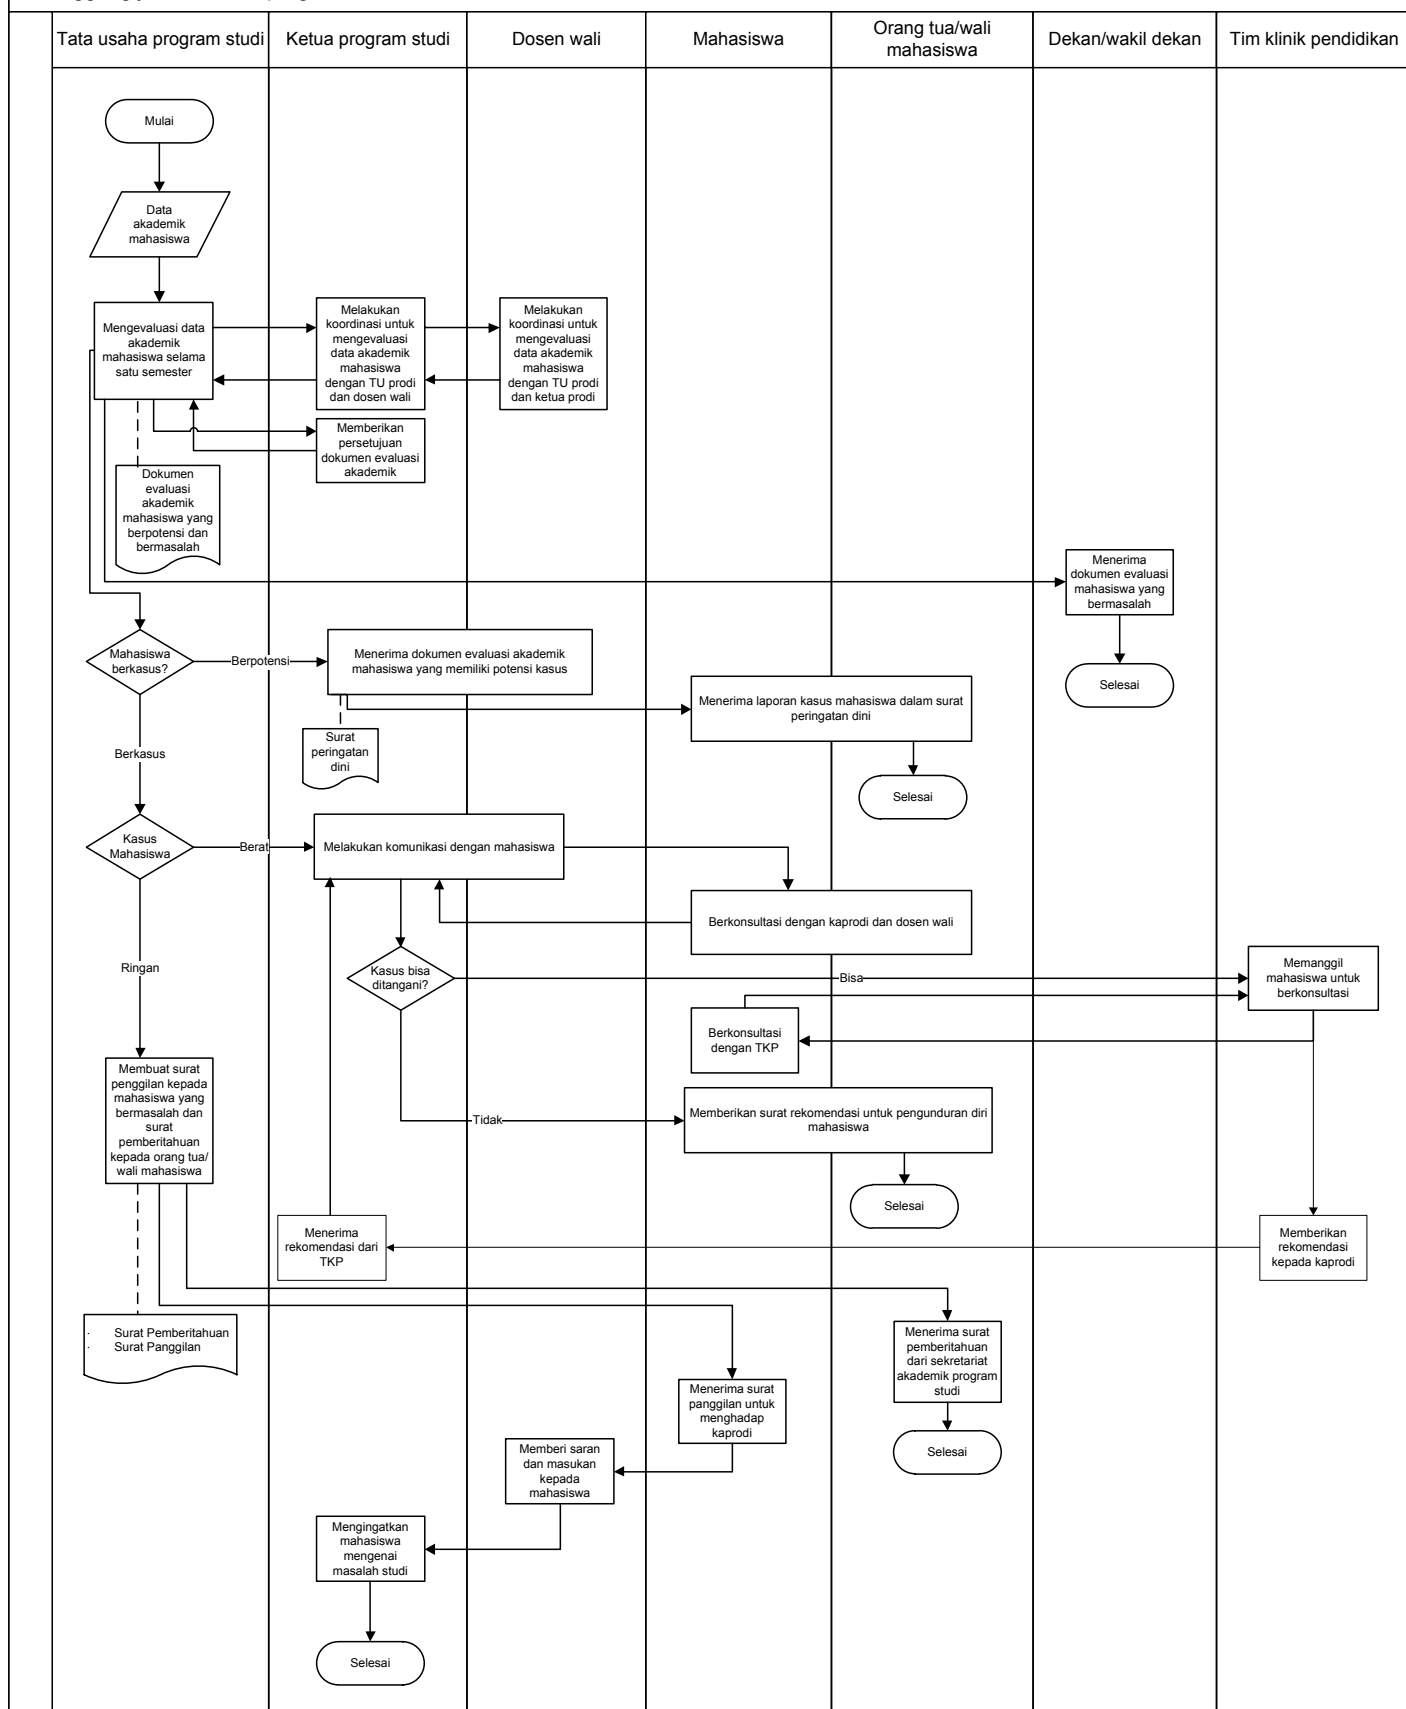 Tata usaha program studi
Ketua program studi
Dosen wali
Mahasiswa
Orang tua/wali
mahasiswa
Dekan/wakil dekan
Tim klinik pendidikan
Mulai
Data
akademik
mahasiswa
Mengevaluasi data
akademik
mahasiswa selama
satu semester
Melakukan
koordinasi untuk
mengevaluasi
data akademik
mahasiswa
dengan TU prodi
dan dosen wali
Melakukan
koordinasi untuk
mengevaluasi
data akademik
mahasiswa
dengan TU prodi
dan ketua prodi
Memberikan
persetujuan
dokumen evaluasi
akademik
Dokumen
evaluasi
akademik
mahasiswa yang
berpotensi dan
bermasalah
Menerima
dokumen evaluasi
mahasiswa yang
bermasalah
Selesai
Mahasiswa
berkasus?
Berpotensi
Menerima dokumen evaluasi akademik
mahasiswa yang memiliki potensi kasus
Menerima laporan kasus mahasiswa dalam surat
peringatan dini
Surat
peringatan
dini
Selesai
Berkasus
Kasus
Mahasiswa
Berat
Melakukan komunikasi dengan mahasiswa
Berkonsultasi dengan kaprodi dan dosen wali
Ringan
Kasus bisa
ditangani?
Bisa
Memanggil
mahasiswa untuk
berkonsultasi
Berkonsultasi
dengan TKP
Membuat surat
penggilan kepada
mahasiswa yang
bermasalah dan
surat
pemberitahuan
kepada orang tua/
wali mahasiswa
Tidak
Memberikan surat rekomendasi untuk pengunduran diri
mahasiswa
Selesai
Menerima
rekomendasi dari
TKP
Memberikan
rekomendasi
kepada kaprodi
· Surat Pemberitahuan
· Surat Panggilan
Menerima surat
pemberitahuan
dari sekretariat
akademik program
studi
Selesai
Menerima surat
panggilan untuk
menghadap
kaprodi
Memberi saran
dan masukan
kepada
mahasiswa
Mengingatkan
mahasiswa
mengenai
masalah studi
Selesai